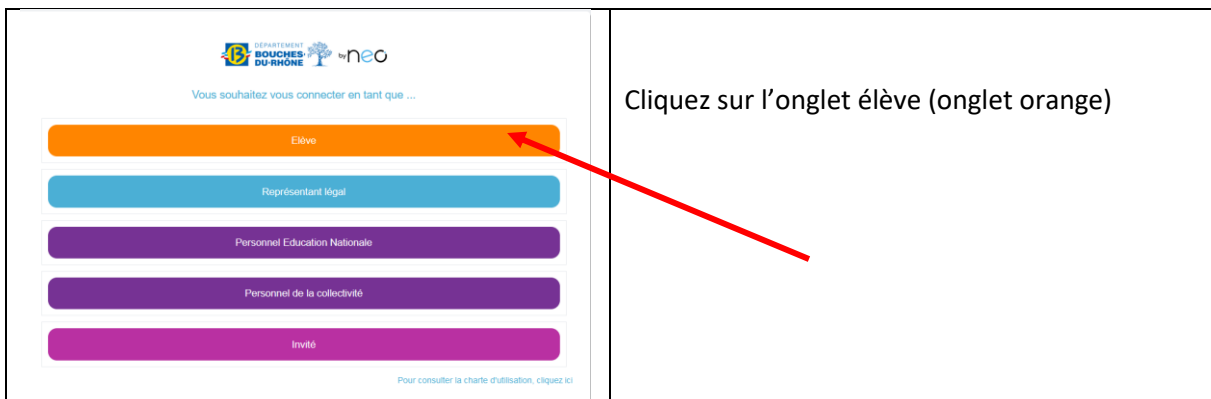 DÉPARTEMENT
BOUCHES-
DU-RHÔNE
by neo
Vous souhaitez vous connecter en tant que ...
Elève
Représentant légal
Personnel Education Nationale
Personnel de la collectivité
Invité
Pour consulter la charte d'utilisation, cliquez ici
Cliquez sur l’onglet élève (onglet orange)